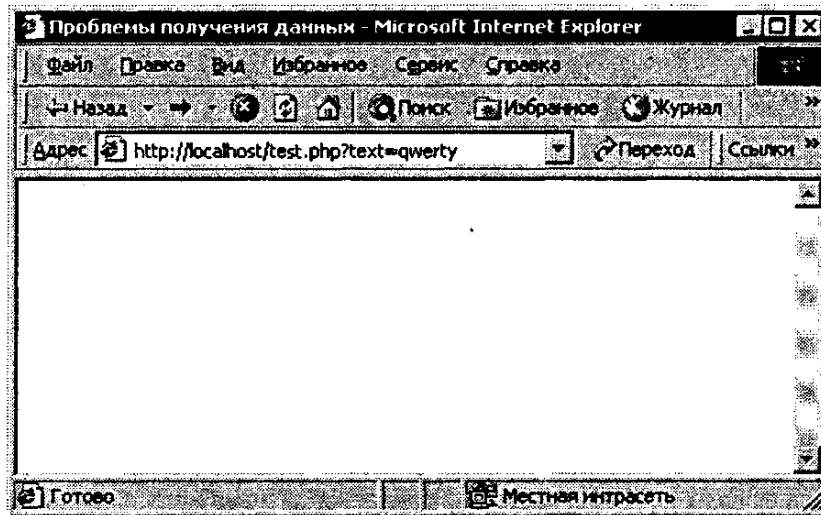 Проблемы получения данных - Microsoft Internet Explorer
Файл Правка Вид Избранное Сервис Справка
Назад Поиск Избранное Журнал »
Адрес http://localhost/test.php?text=qwerty Переход Ссылки »
Готово Местная интрасеть